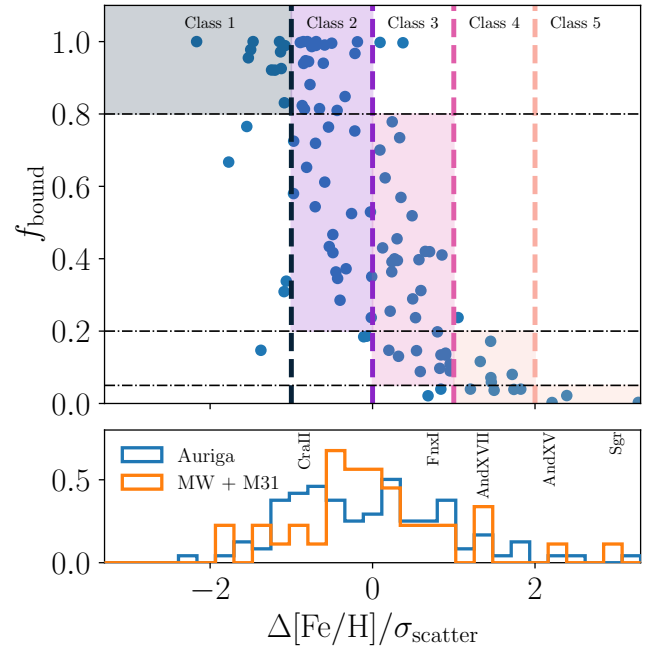 Class 1 Class 2 Class 3 Class 4 Class 5
1.0
0.8
0.6
0.4
0.2
0.0
f_bound
Auriga
MW + M31
CraII
FnxI
AndXVII
AndXV
Sgr
0.5
0.0
−2 0 2
Δ[Fe/H]/σ_scatter